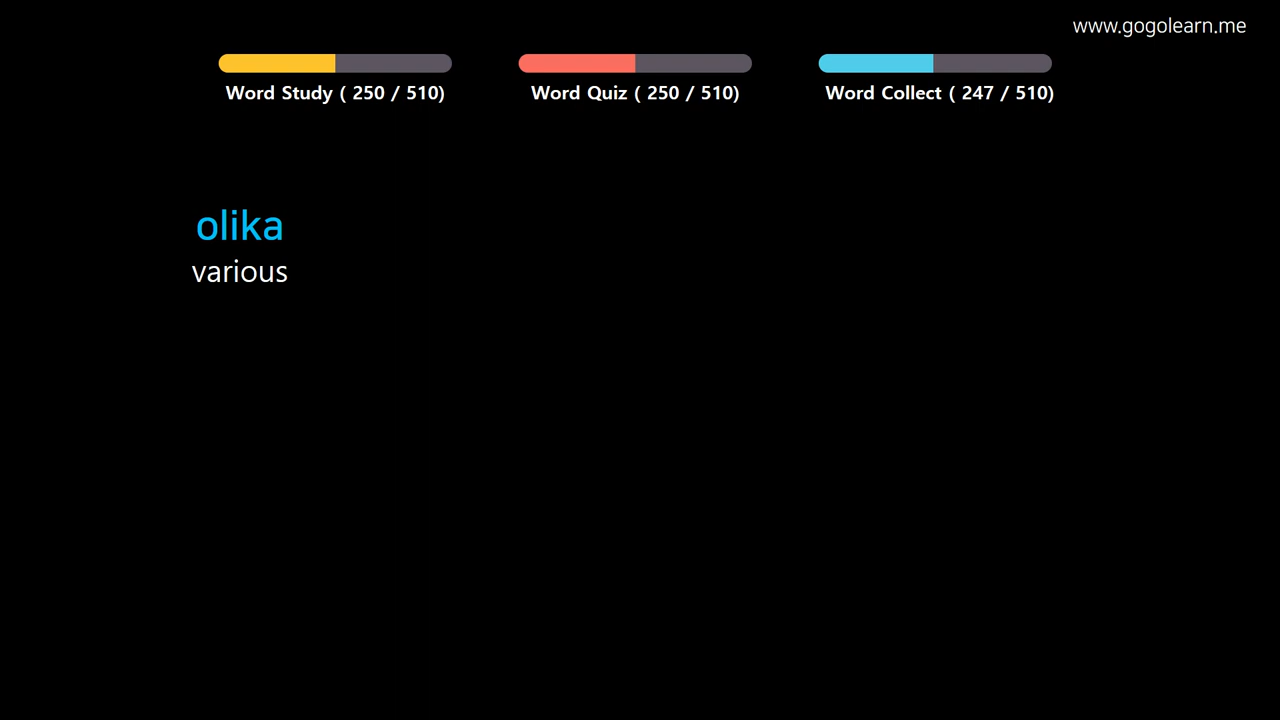 www.gogolearn.me
Word Study ( 250 / 510)
Word Quiz ( 250 / 510)
Word Collect ( 247 / 510)
olika
various